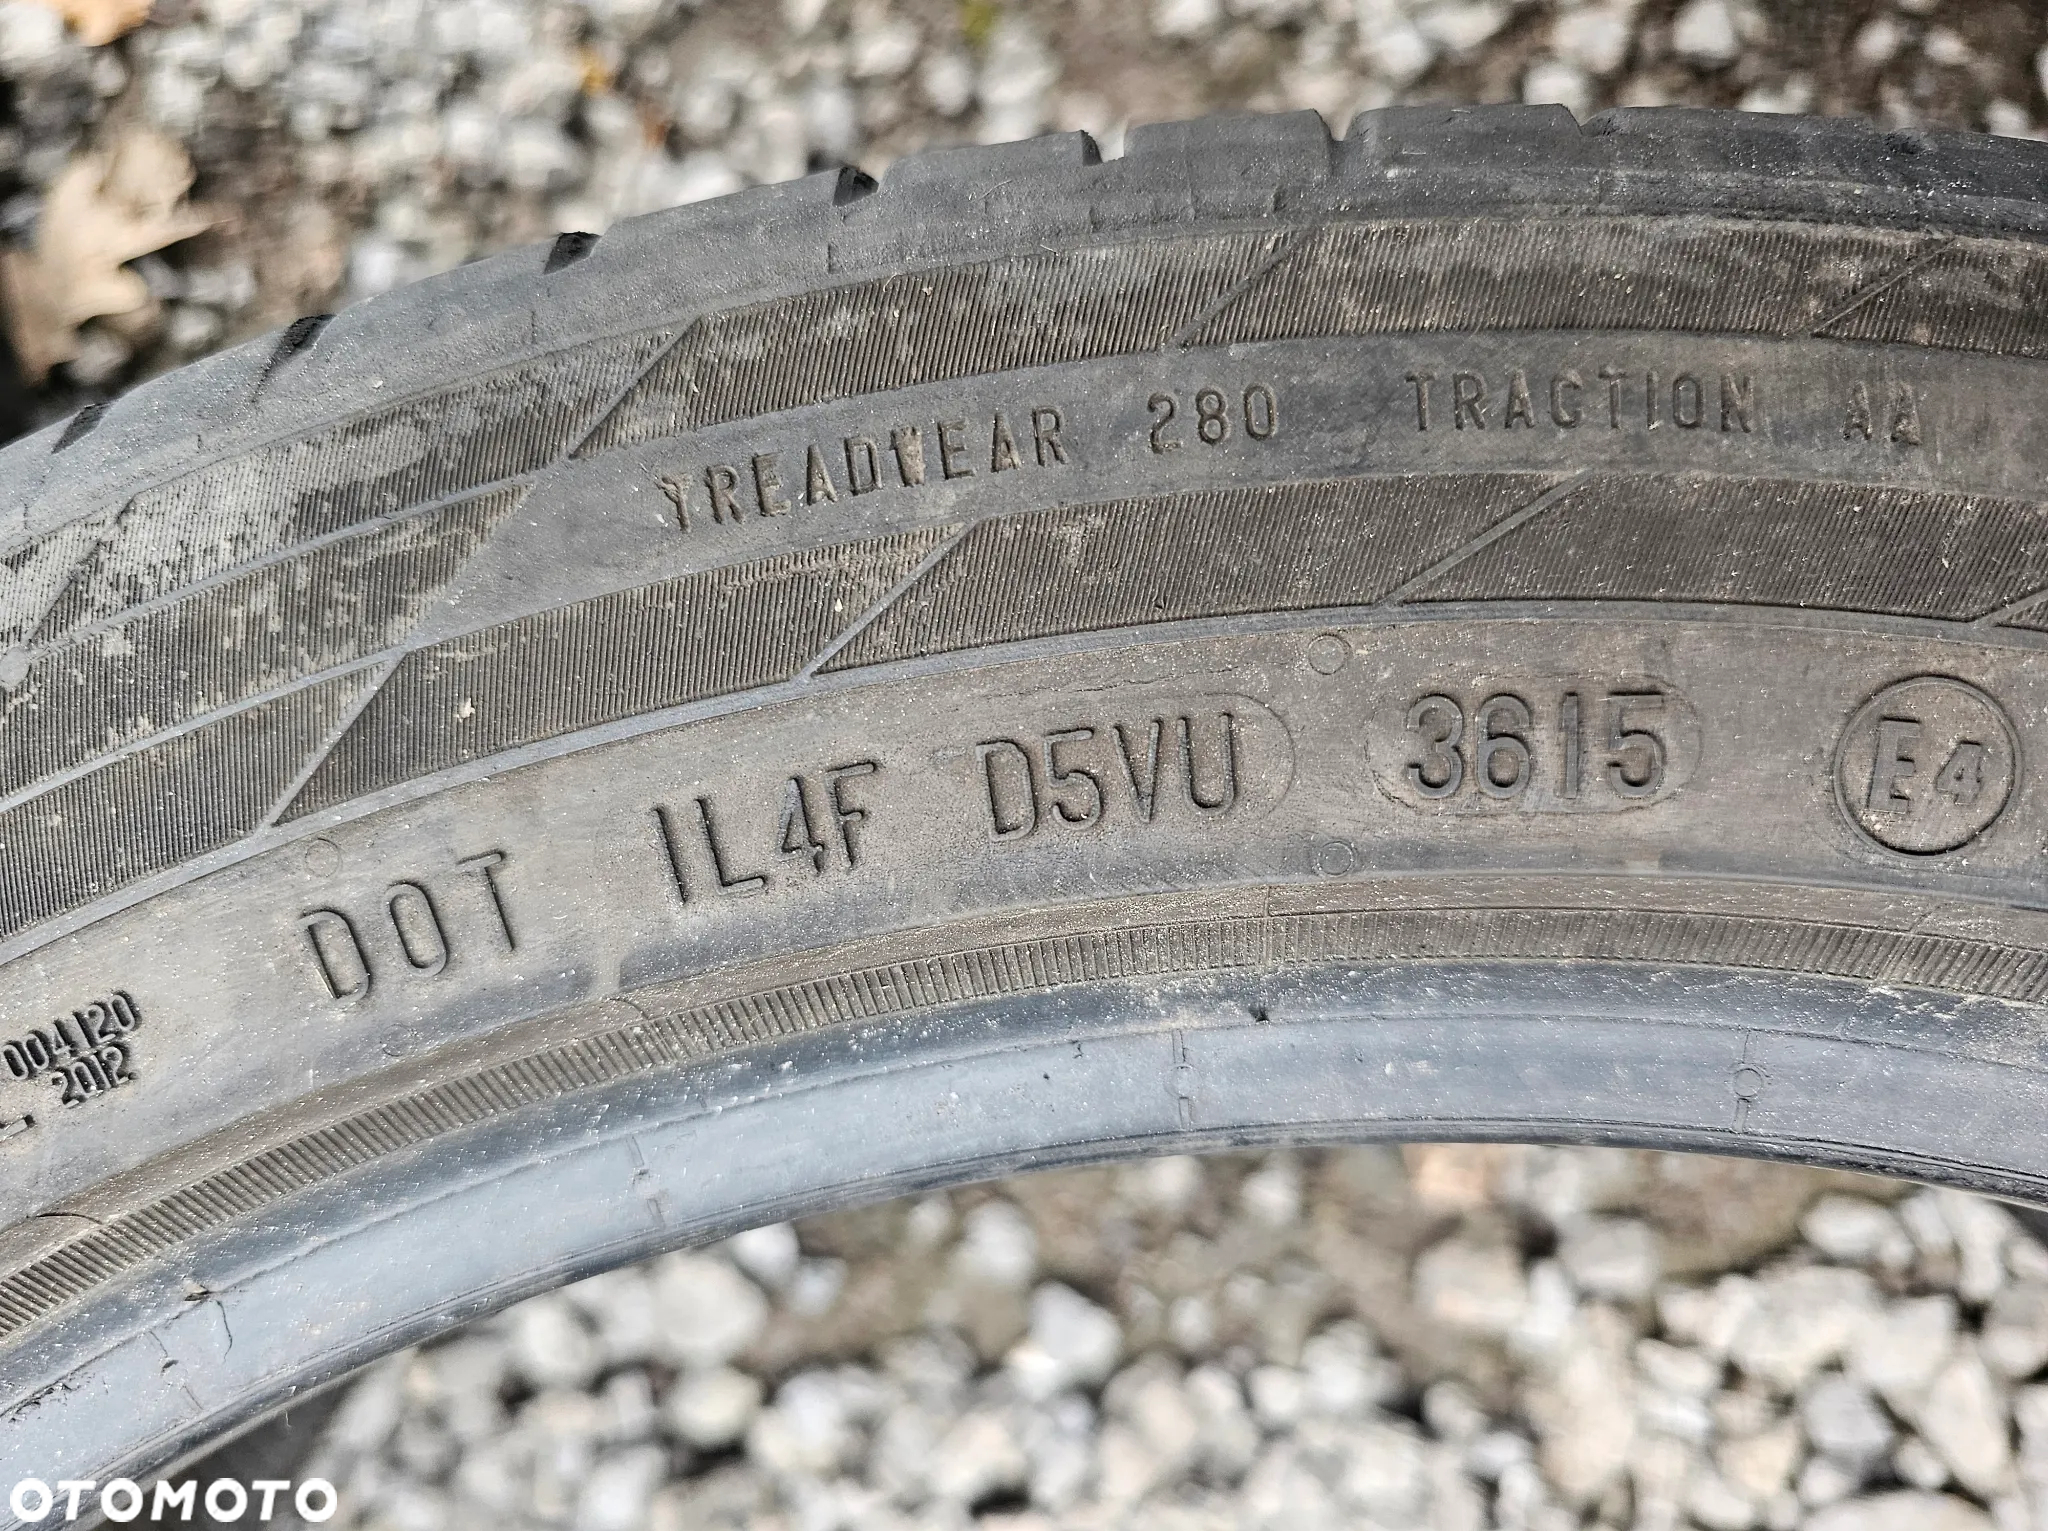 TREADWEAR 280 TRACTION AA
DOT 1L4F D5VU 3615 E4
004120
2012
OTOMOTO